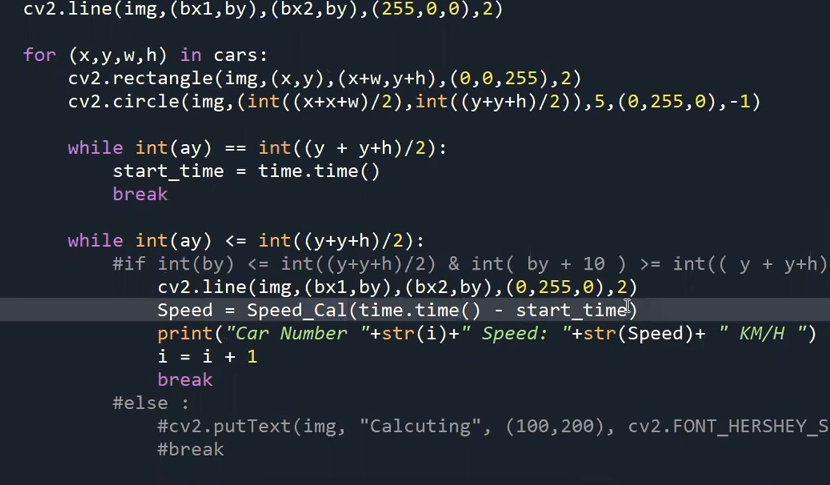 cv2.line(img,(bx1,by),(bx2,by),(255,0,0),2)
for (x,y,w,h) in cars:
cv2.rectangle(img,(x,y),(x+w,y+h),(0,0,255),2)
cv2.circle(img,(int((x+x+w)/2),int((y+y+h)/2)),5,(0,255,0),-1)
while int(ay) == int((y + y+h)/2):
start_time = time.time()
break
while int(ay) <= int((y+y+h)/2):
#if int(by) <= int((y+y+h)/2) & int( by + 10 ) >= int(( y + y+h)
cv2.line(img,(bx1,by),(bx2,by),(0,255,0),2)
Speed = Speed_Cal(time.time() - start_time)
print("Car Number "+str(i)+" Speed: "+str(Speed)+ " KM/H ")
i = i + 1
break
#else :
#cv2.putText(img, "Calcuting", (100,200), cv2.FONT_HERSHEY_S
#break